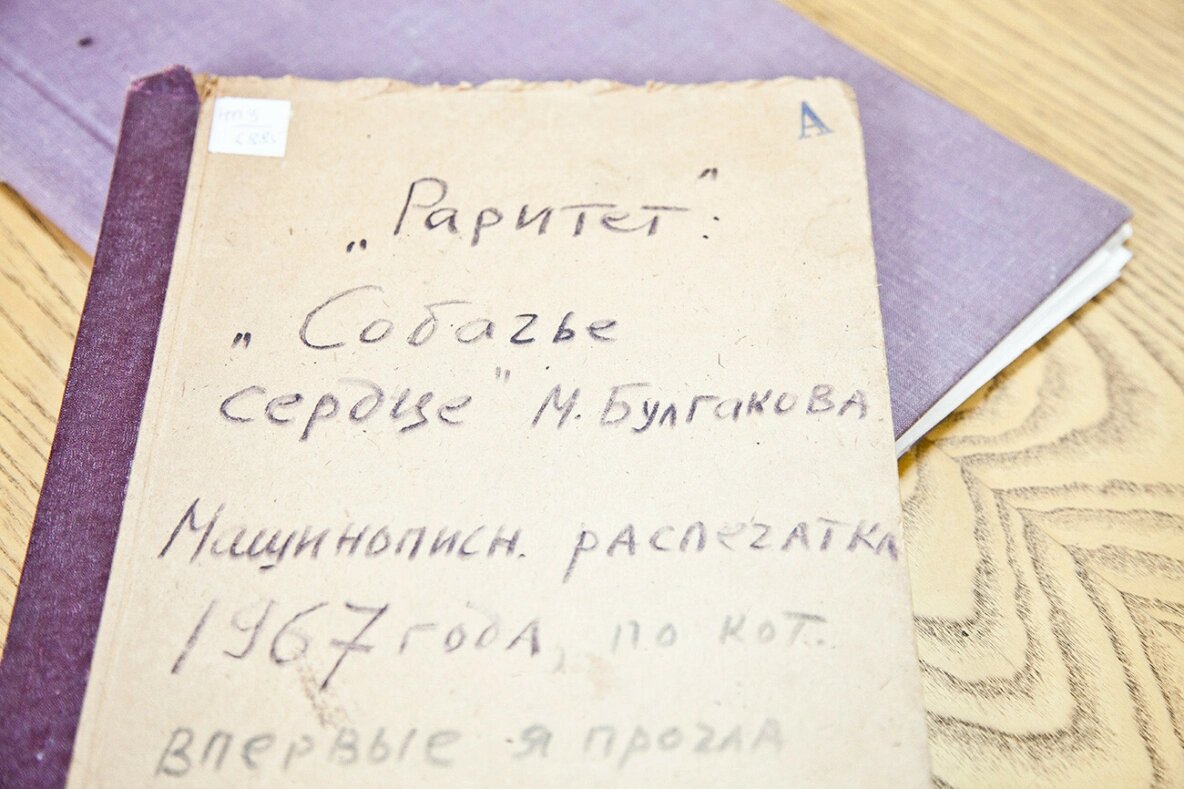 А
„Раритет":
„Собачье
сердце" М. Булгакова
Машинописн. распечатка
1967 года, по кот.
впервые я прочла